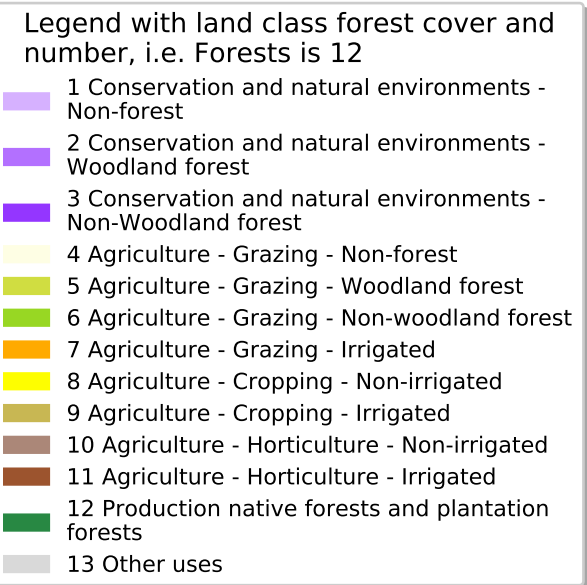 Legend with land class forest cover and
number, i.e. Forests is 12
1 Conservation and natural environments -
Non-forest
2 Conservation and natural environments -
Woodland forest
3 Conservation and natural environments -
Non-Woodland forest
4 Agriculture - Grazing - Non-forest
5 Agriculture - Grazing - Woodland forest
6 Agriculture - Grazing - Non-woodland forest
7 Agriculture - Grazing - Irrigated
8 Agriculture - Cropping - Non-irrigated
9 Agriculture - Cropping - Irrigated
10 Agriculture - Horticulture - Non-irrigated
11 Agriculture - Horticulture - Irrigated
12 Production native forests and plantation
forests
13 Other uses